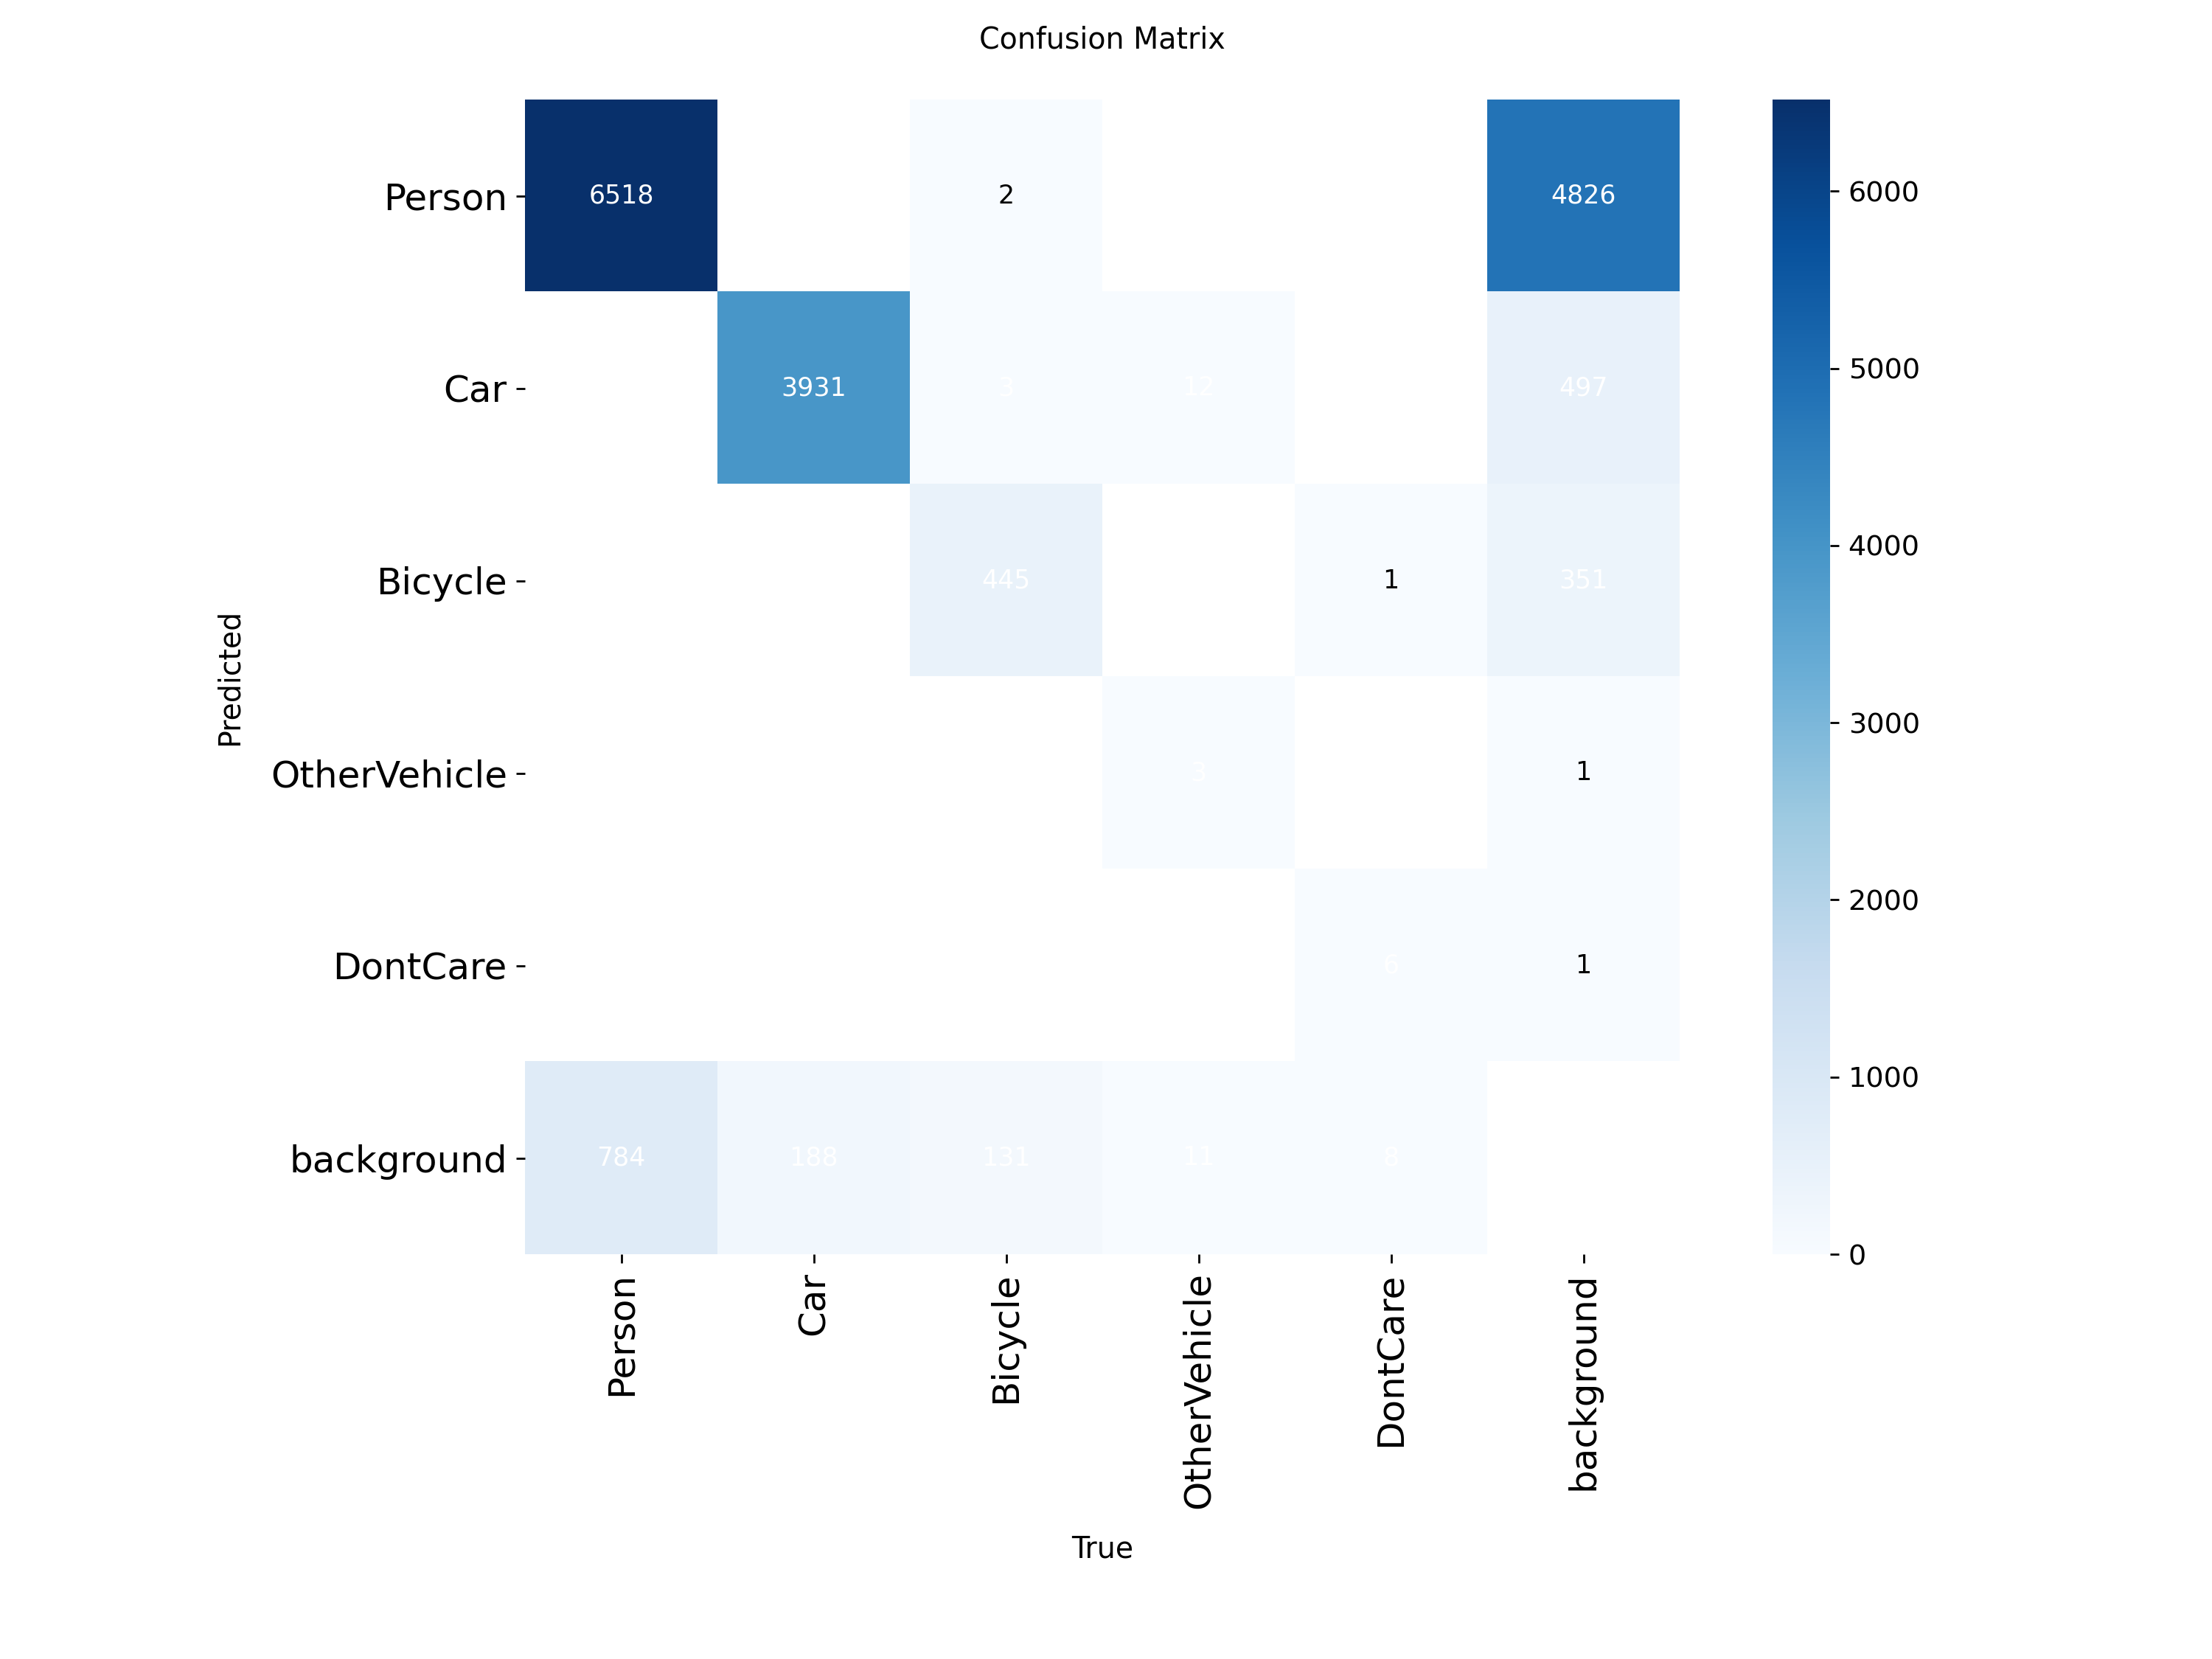 Confusion Matrix
Person
6518
2
4826
6000
Car
3931
3
12
497
5000
Bicycle
445
1
351
4000
Predicted
3000
OtherVehicle
3
1
2000
DontCare
6
1
1000
background
784
188
131
11
8
0
Person
Car
Bicycle
OtherVehicle
DontCare
background
True